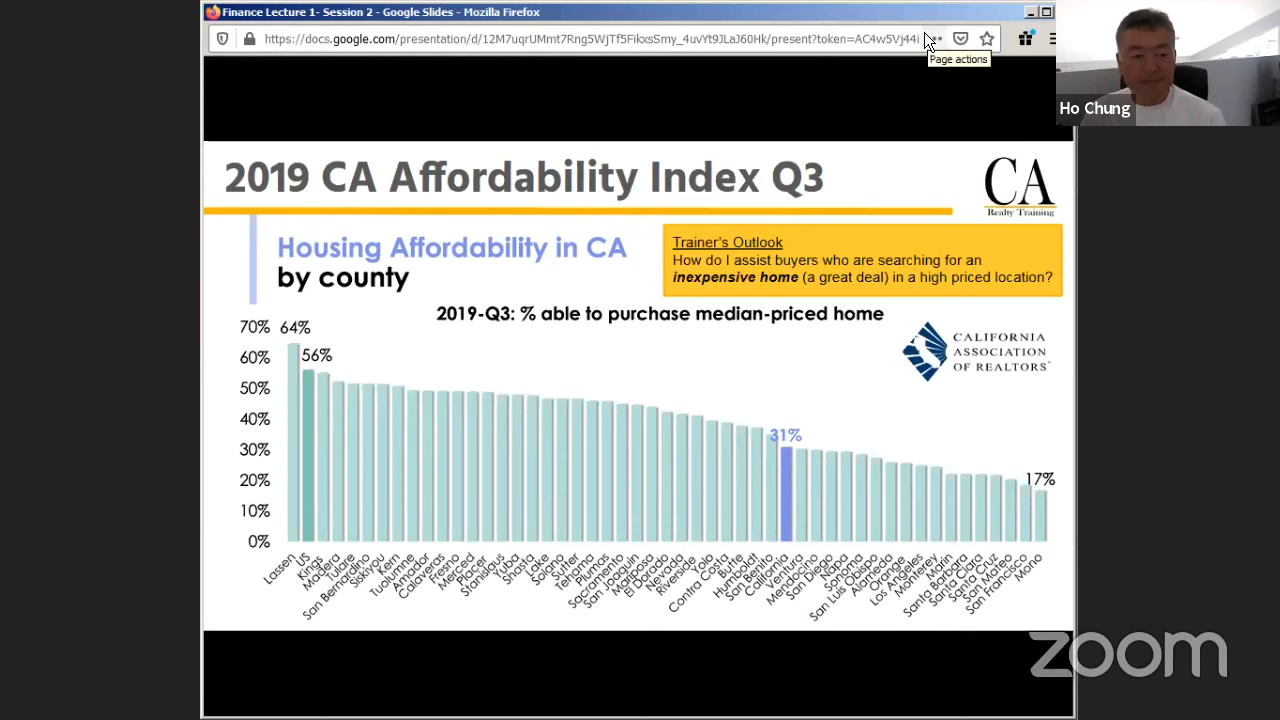 Finance Lecture 1- Session 2 - Google Slides - Mozilla Firefox
https://docs.google.com/presentation/d/12M7uqrUMmt7Rng5WjTf5FikxsSmy_4uvYt9JLaJ60Hk/present?token=AC4w5Vj44i
Page actions
Ho Chung
2019 CA Affordability Index Q3
CA
Realty Training
Housing Affordability in CA
by county
Trainer's Outlook
How do I assist buyers who are searching for an
inexpensive home (a great deal) in a high priced location?
2019-Q3: % able to purchase median-priced home
CALIFORNIA
ASSOCIATION
OF REALTORS®
70%
60%
50%
40%
30%
20%
10%
0%
64%
56%
31%
17%
Lassen
US
Kings
Madera
Tulare
San Bernardino
Siskiyou
Kern
Tuolumne
Amador
Calaveras
Fresno
Merced
Placer
Stanislaus
Yuba
Shasta
Lake
Solano
Sutter
Tehama
Plumas
Sacramento
San Joaquin
Mariposa
El Dorado
Nevada
Riverside
Yolo
Contra Costa
Butte
Humboldt
San Benito
California
Ventura
Mendocino
San Diego
Napa
Sonoma
San Luis Obispo
Alameda
Orange
Los Angeles
Monterey
Marin
Santa Barbara
Santa Clara
Santa Cruz
San Mateo
San Francisco
Mono
zoom